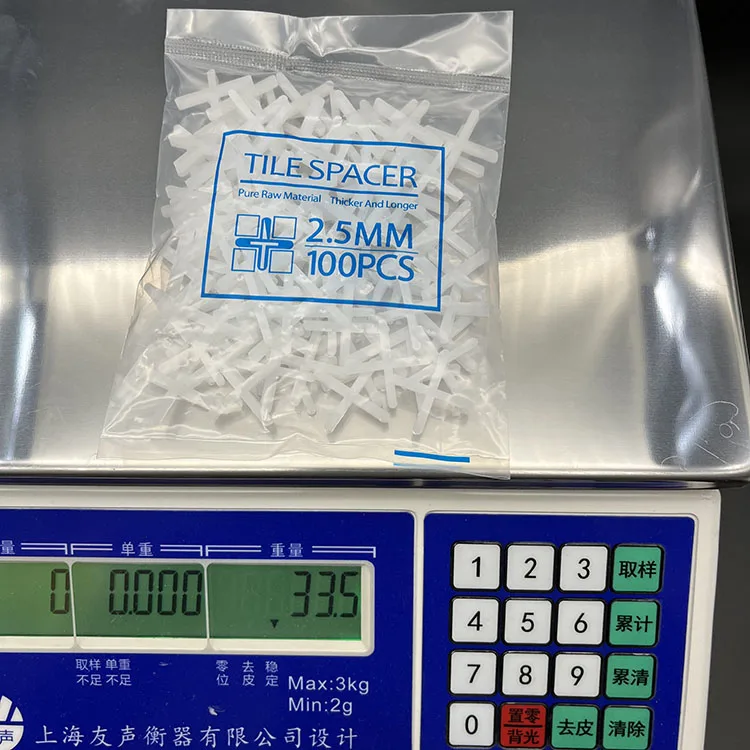 TILE SPACER
Pure Raw Material Thicker And Longer
2.5MM
100PCS
量 单重 重量
0 0.000 33.5
取样 单重 零 去 稳
不足 不足 位 皮 定
Max:3kg
Min:2g
声 上海友声衡器有限公司设计
1 2 3 取样
4 5 6 累计
7 8 9 累清
0 置零 去皮 清除
背光